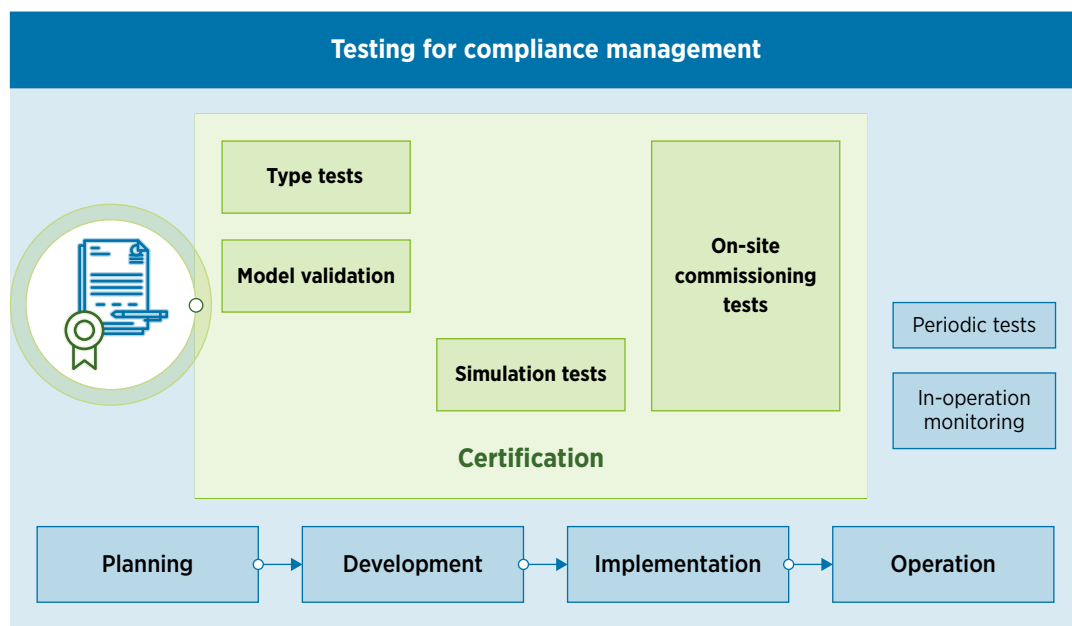 Testing for compliance management
Type tests
Model validation
Simulation tests
On-site
commissioning
tests
Certification
Periodic tests
In-operation
monitoring
Planning
Development
Implementation
Operation